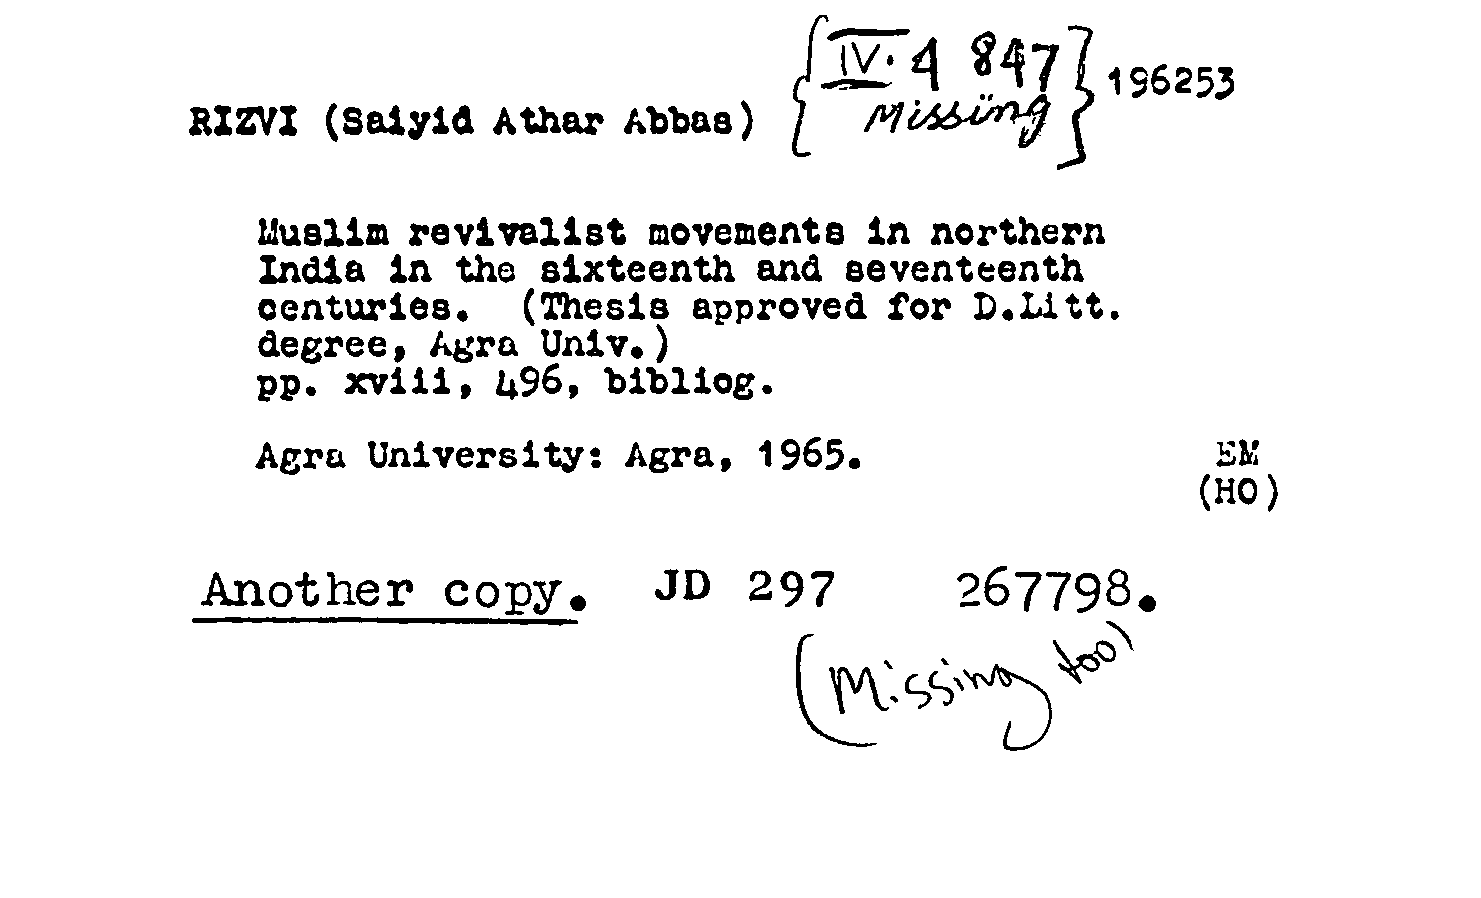 IV. 4 847
Missing
196253
RIZVI (Saiyid Athar Abbas)
Muslim revivalist movements in northern
India in the sixteenth and seventeenth
centuries. (Thesis approved for D.Litt.
degree, Agra Univ.)
pp. xviii, 496, bibliog.
Agra University: Agra, 1965.
EM
(HO)
Another copy. JD 297 267798.
(Missing too)